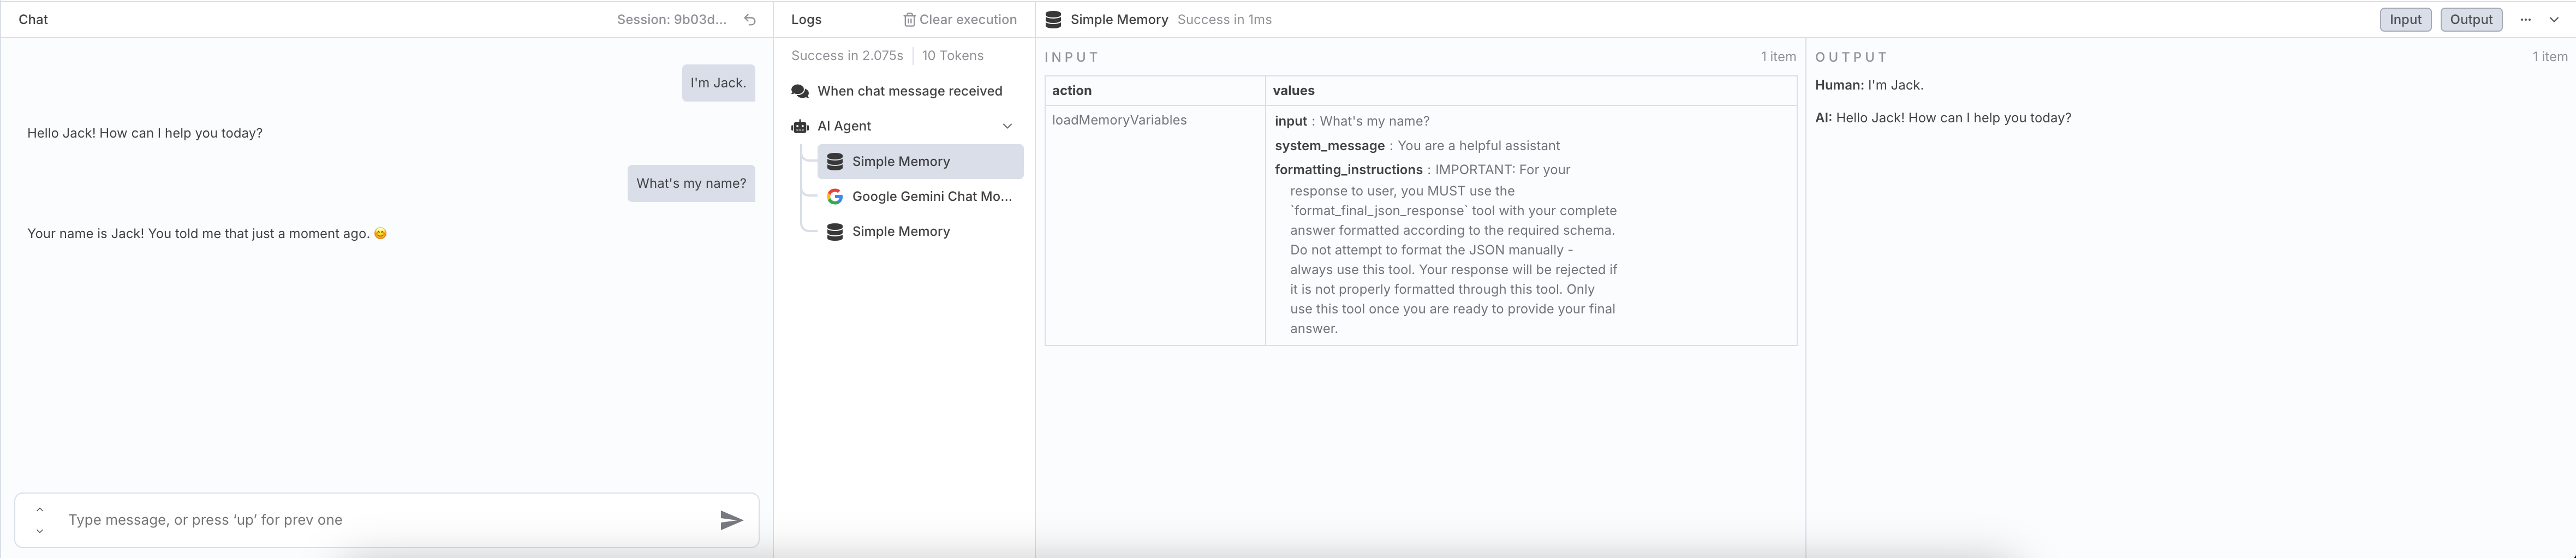 Chat
Session: 9b03d...
I'm Jack.
Hello Jack! How can I help you today?
What's my name?
Your name is Jack! You told me that just a moment ago. 😊
Type message, or press ‘up’ for prev one
Logs
Clear execution
Success in 2.075s
10 Tokens
When chat message received
AI Agent
Simple Memory
Google Gemini Chat Mo...
Simple Memory
Simple Memory
Success in 1ms
Input
Output
INPUT
1 item
action
values
loadMemoryVariables
input : What's my name?
system_message : You are a helpful assistant
formatting_instructions : IMPORTANT: For your
response to user, you MUST use the
`format_final_json_response` tool with your complete
answer formatted according to the required schema.
Do not attempt to format the JSON manually -
always use this tool. Your response will be rejected if
it is not properly formatted through this tool. Only
use this tool once you are ready to provide your final
answer.
OUTPUT
1 item
Human: I'm Jack.
AI: Hello Jack! How can I help you today?